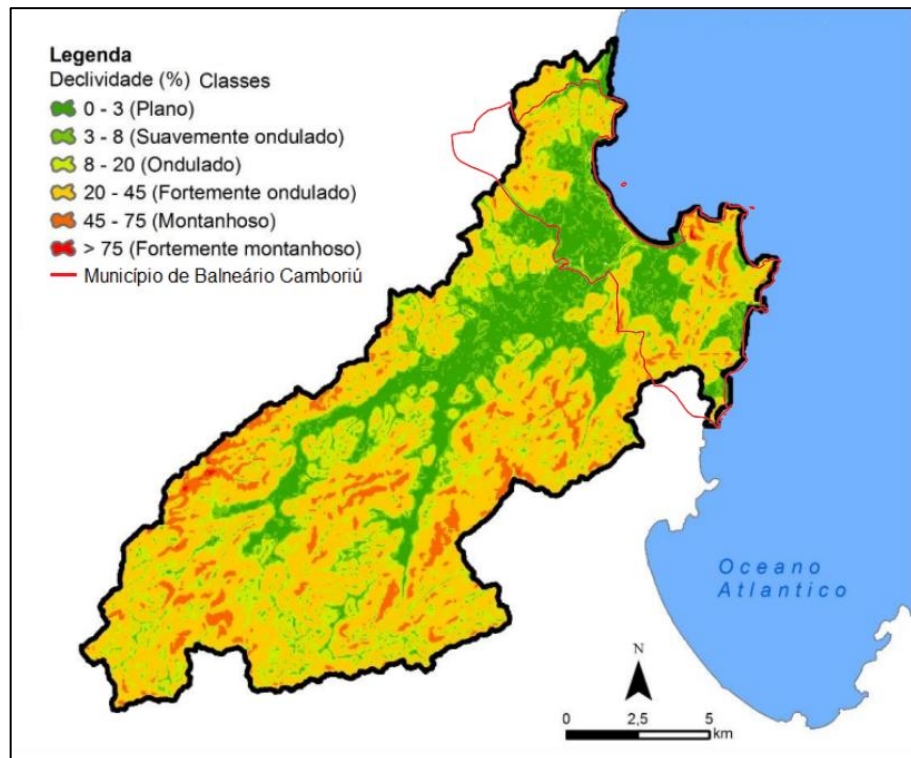 Legenda
Declividade (%) Classes
0 - 3 (Plano)
3 - 8 (Suavemente ondulado)
8 - 20 (Ondulado)
20 - 45 (Fortemente ondulado)
45 - 75 (Montanhoso)
> 75 (Fortemente montanhoso)
Município de Balneário Camboriú
Oceano
Atlantico
N
0 2,5 5
km